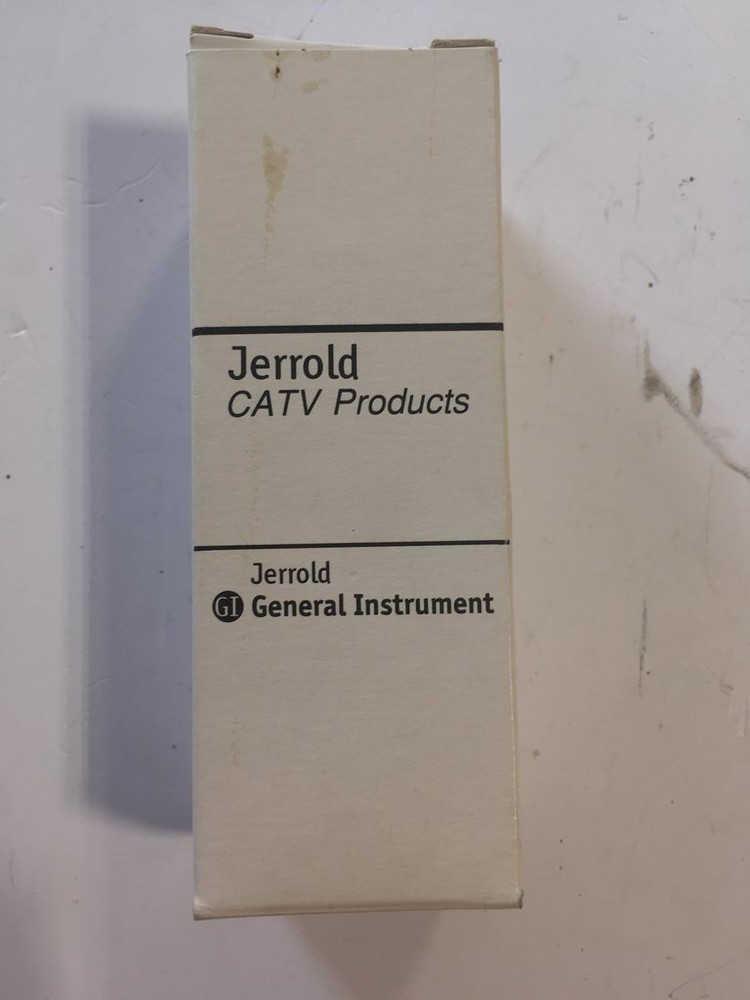 Jerrold
CATV Products
Jerrold
GI General Instrument